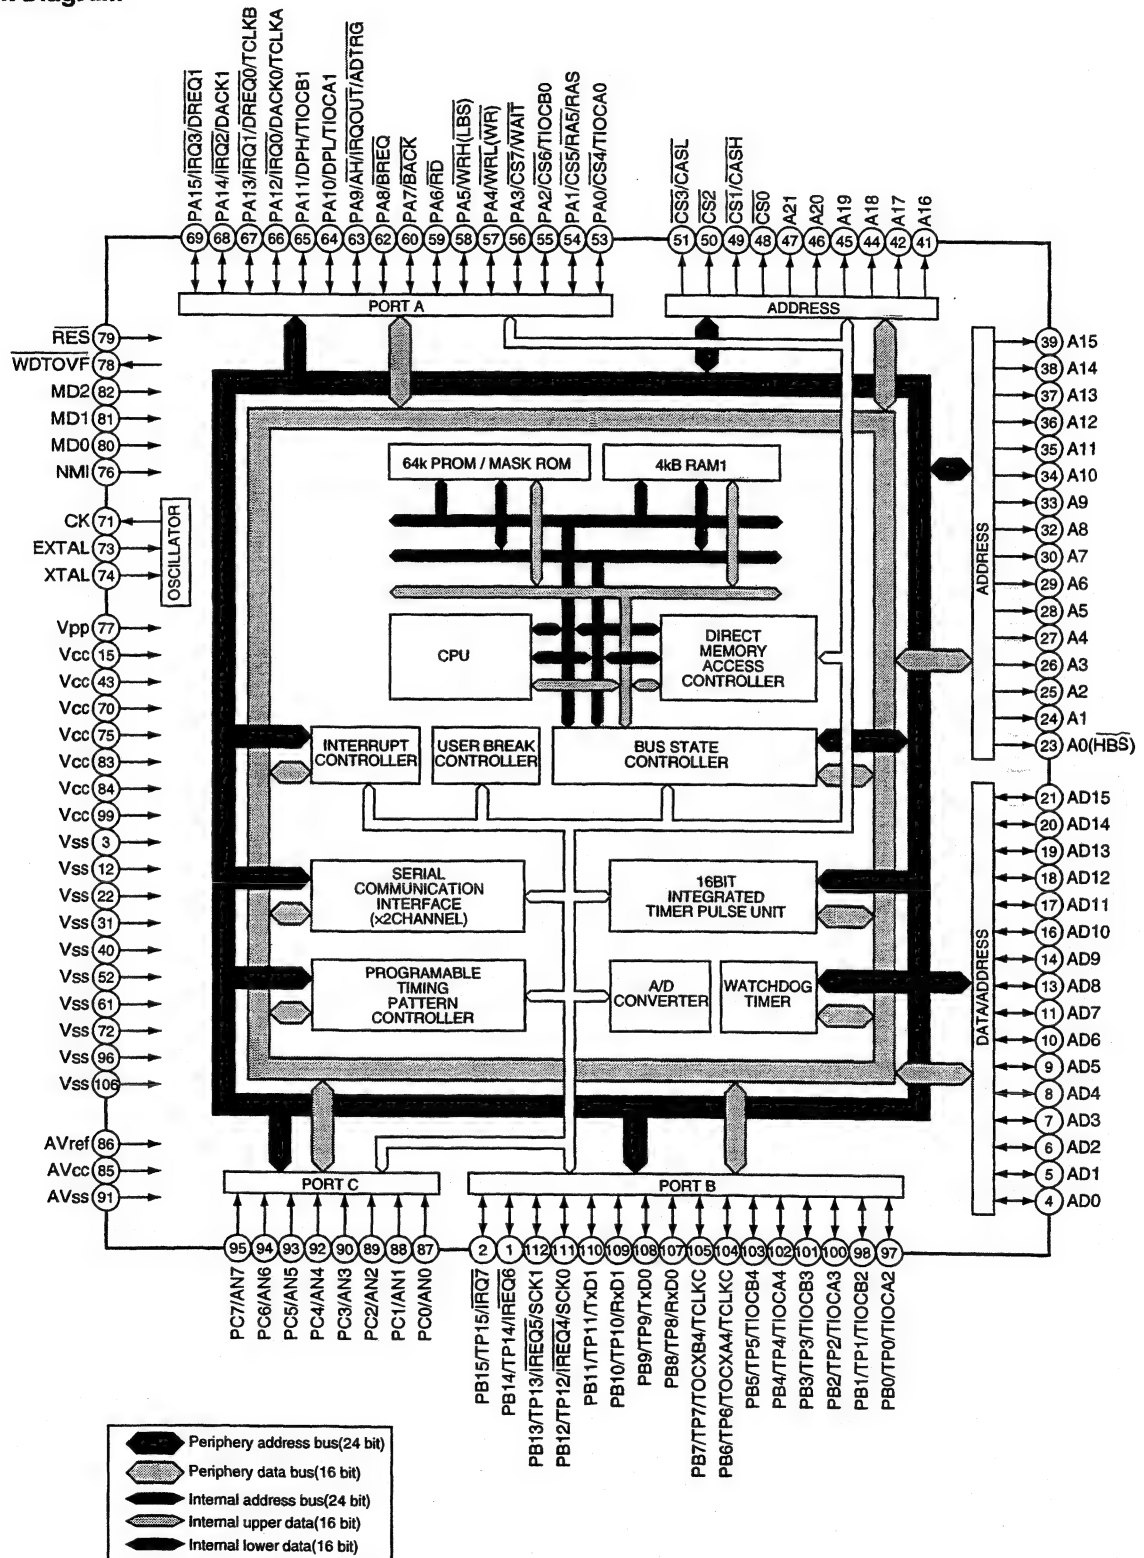 69 PA15/IRQ3/DREQ1
68 PA14/IRQ2/DACK1
67 PA13/IRQ1/DREQ0/TCLKB
66 PA12/IRQ0/DACK0/TCLKA
65 PA11/DPH/TIOCB1
64 PA10/DPL/TIOCA1
63 PA9/AH/IRQOUT/ADTRG
62 PA8/BREQ
60 PA7/BACK
59 PA6/RD
58 PA5/WRH(LBS)
57 PA4/WRL(WR)
56 PA3/CS7/WAIT
55 PA2/CS6/TIOCB0
54 PA1/CS5/RA5/RAS
53 PA0/CS4/TIOCA0
51 CS3/CASL
50 CS2
49 CS1/CASH
48 CS0
47 A21
46 A20
45 A19
44 A18
42 A17
41 A16
PORT A
ADDRESS
RES 79
WDTOVF 78
MD2 82
MD1 81
MD0 80
NMI 76
CK 71
EXTAL 73
XTAL 74
OSCILLATOR
Vpp 77
Vcc 15
Vcc 43
Vcc 70
Vcc 75
Vcc 83
Vcc 84
Vcc 99
Vss 3
Vss 12
Vss 22
Vss 31
Vss 40
Vss 52
Vss 61
Vss 72
Vss 96
Vss 106
AVref 86
AVcc 85
AVss 91
64k PROM / MASK ROM
4kB RAM1
CPU
DIRECT
MEMORY
ACCESS
CONTROLLER
INTERRUPT
CONTROLLER
USER BREAK
CONTROLLER
BUS STATE
CONTROLLER
SERIAL
COMMUNICATION
INTERFACE
(×2CHANNEL)
16BIT
INTEGRATED
TIMER PULSE UNIT
PROGRAMABLE
TIMING
PATTERN
CONTROLLER
A/D
CONVERTER
WATCHDOG
TIMER
ADDRESS
39 A15
38 A14
37 A13
36 A12
35 A11
34 A10
33 A9
32 A8
30 A7
29 A6
28 A5
27 A4
26 A3
25 A2
24 A1
23 A0(HBS)
DATA/ADDRESS
21 AD15
20 AD14
19 AD13
18 AD12
17 AD11
16 AD10
14 AD9
13 AD8
11 AD7
10 AD6
9 AD5
8 AD4
7 AD3
6 AD2
5 AD1
4 AD0
PORT C
PORT B
95 PC7/AN7
94 PC6/AN6
93 PC5/AN5
92 PC4/AN4
90 PC3/AN3
89 PC2/AN2
88 PC1/AN1
87 PC0/AN0
2 PB15/TP15/IRQ7
1 PB14/TP14/IREQ6
112 PB13/TP13/IREQ5/SCK1
111 PB12/TP12/IREQ4/SCK0
110 PB11/TP11/TxD1
109 PB10/TP10/RxD1
108 PB9/TP9/TxD0
107 PB8/TP8/RxD0
105 PB7/TP7/TOCXB4/TCLKC
104 PB6/TP6/TOCXA4/TCLKC
103 PB5/TP5/TIOCB4
102 PB4/TP4/TIOCA4
101 PB3/TP3/TIOCB3
100 PB2/TP2/TIOCA3
98 PB1/TP1/TIOCB2
97 PB0/TP0/TIOCA2
Periphery address bus(24 bit)
Periphery data bus(16 bit)
Internal address bus(24 bit)
Internal upper data(16 bit)
Internal lower data(16 bit)